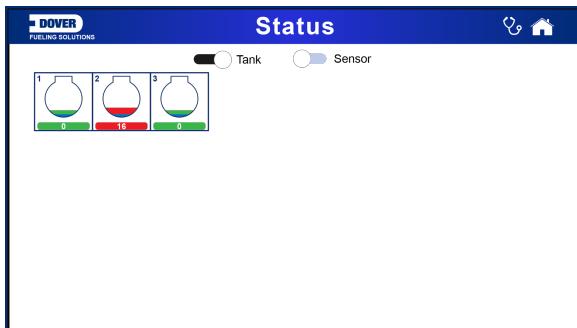 DOVER
FUELING SOLUTIONS
Status
Tank
Sensor
1 2 3
0 16 0